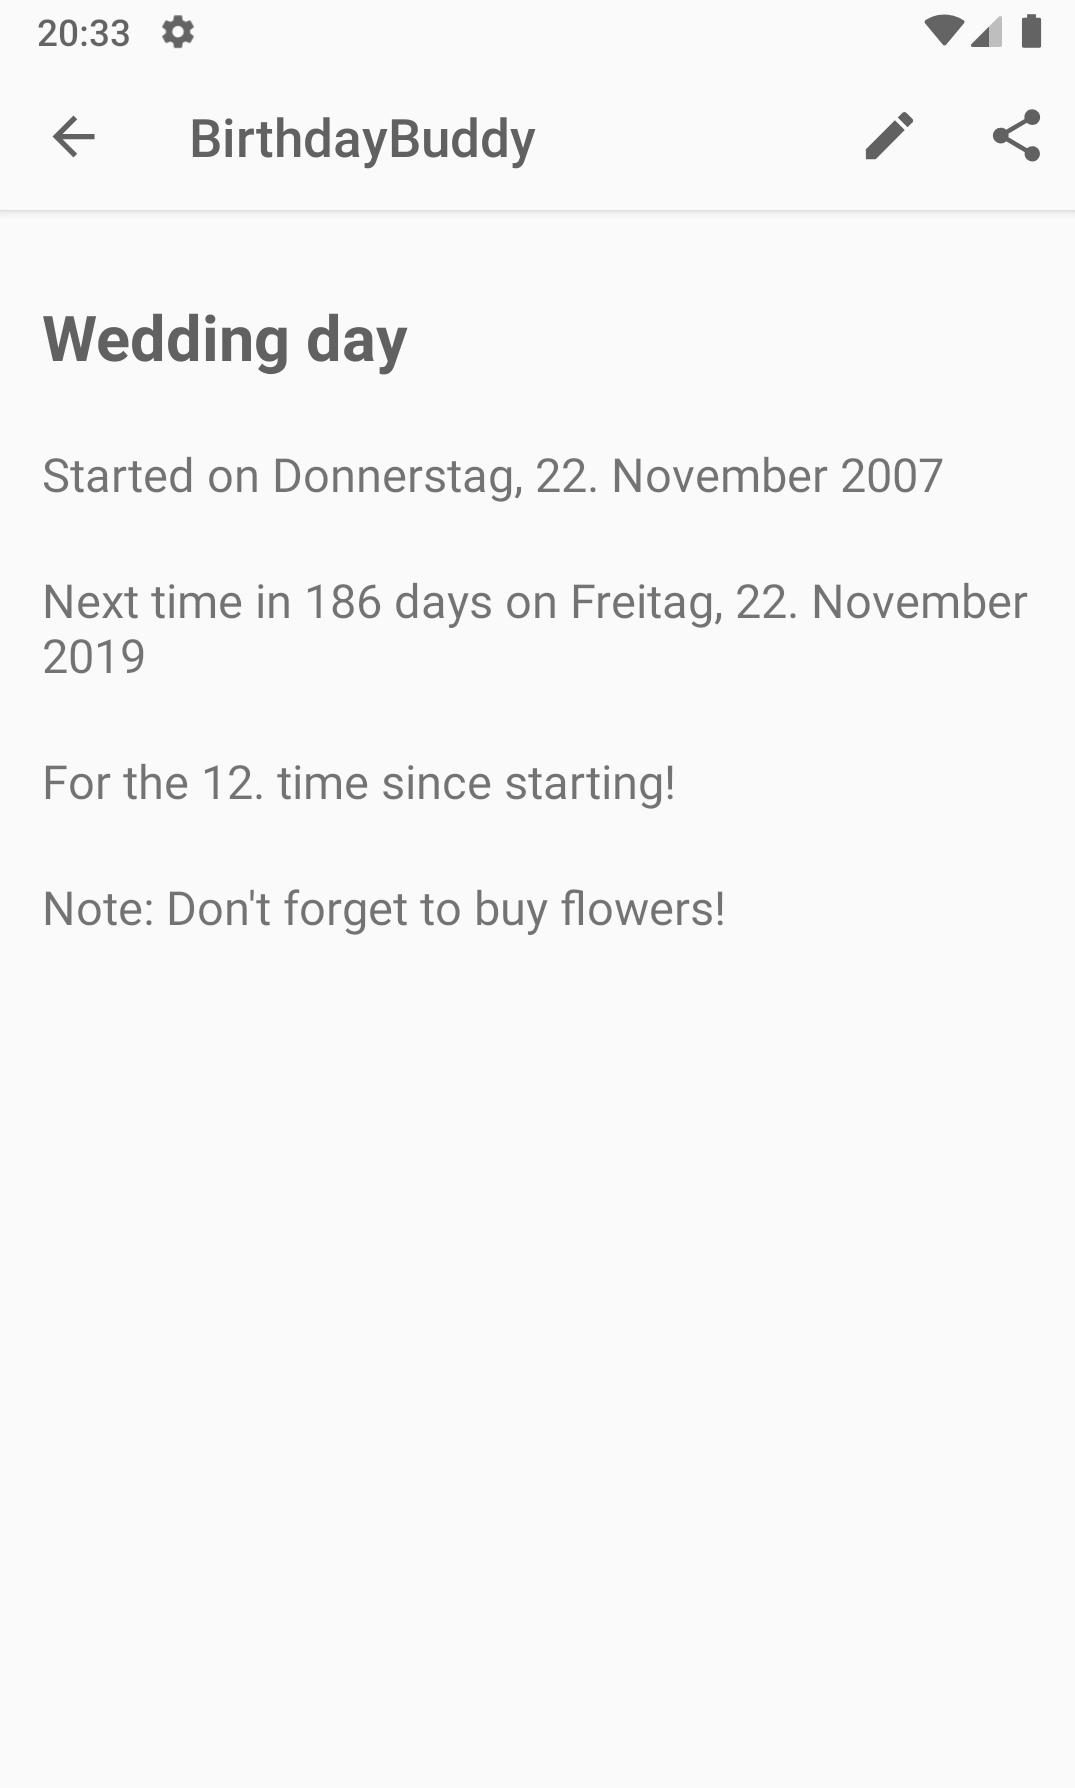 20:33
BirthdayBuddy
Wedding day
Started on Donnerstag, 22. November 2007
Next time in 186 days on Freitag, 22. November
2019
For the 12. time since starting!
Note: Don't forget to buy flowers!